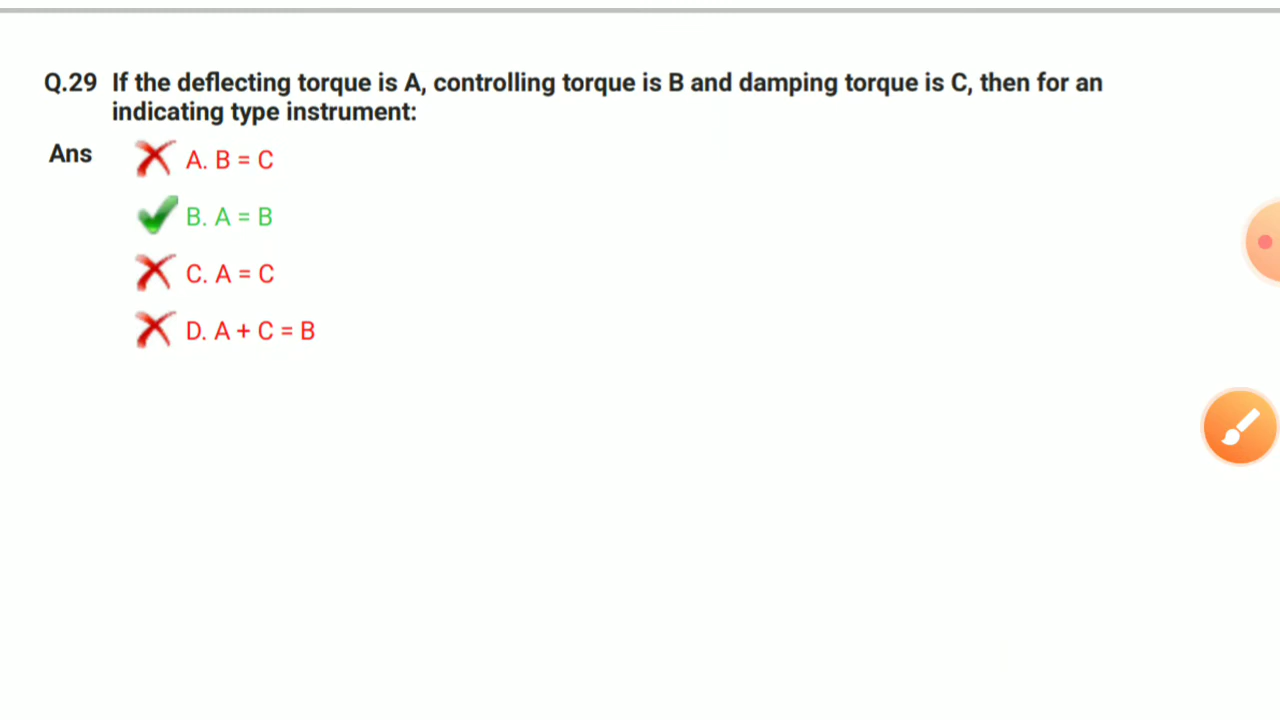 Q.29 If the deflecting torque is A, controlling torque is B and damping torque is C, then for an
indicating type instrument:
Ans A. B = C
B. A = B
C. A = C
D. A + C = B